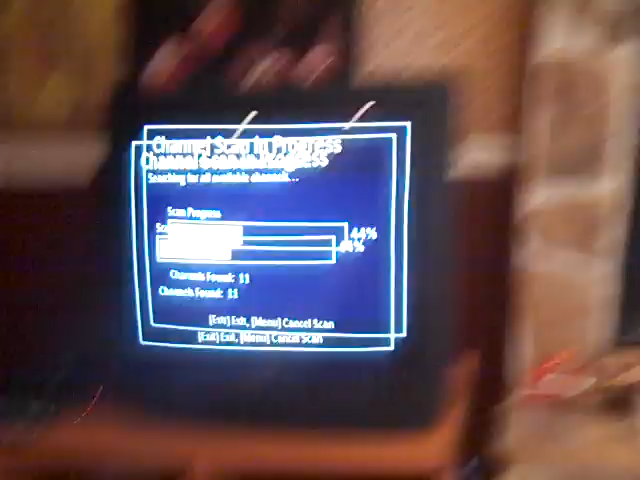 Channel Scan in Progress
Searching for all available channels...
Scan Progress
44%
Channels Found: 11
[Exit] Exit, [Menu] Cancel Scan